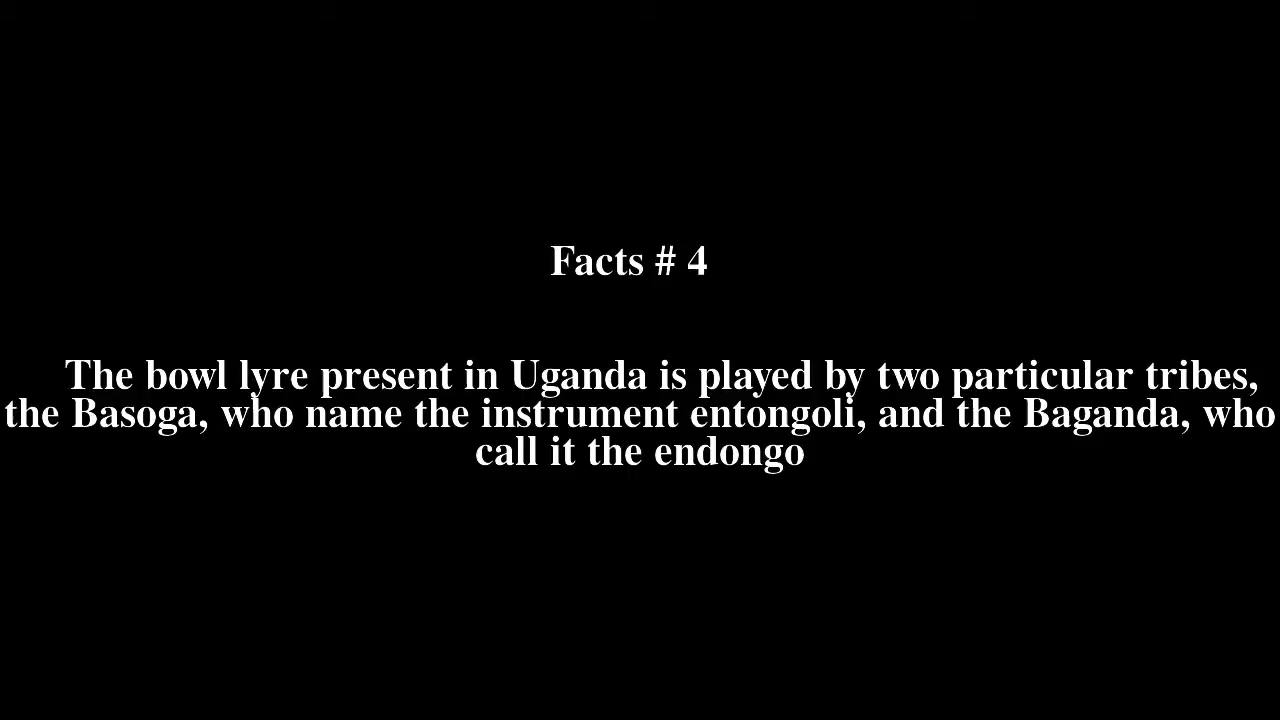 Facts # 4
The bowl lyre present in Uganda is played by two particular tribes,
the Basoga, who name the instrument entongoli, and the Baganda, who
call it the endongo